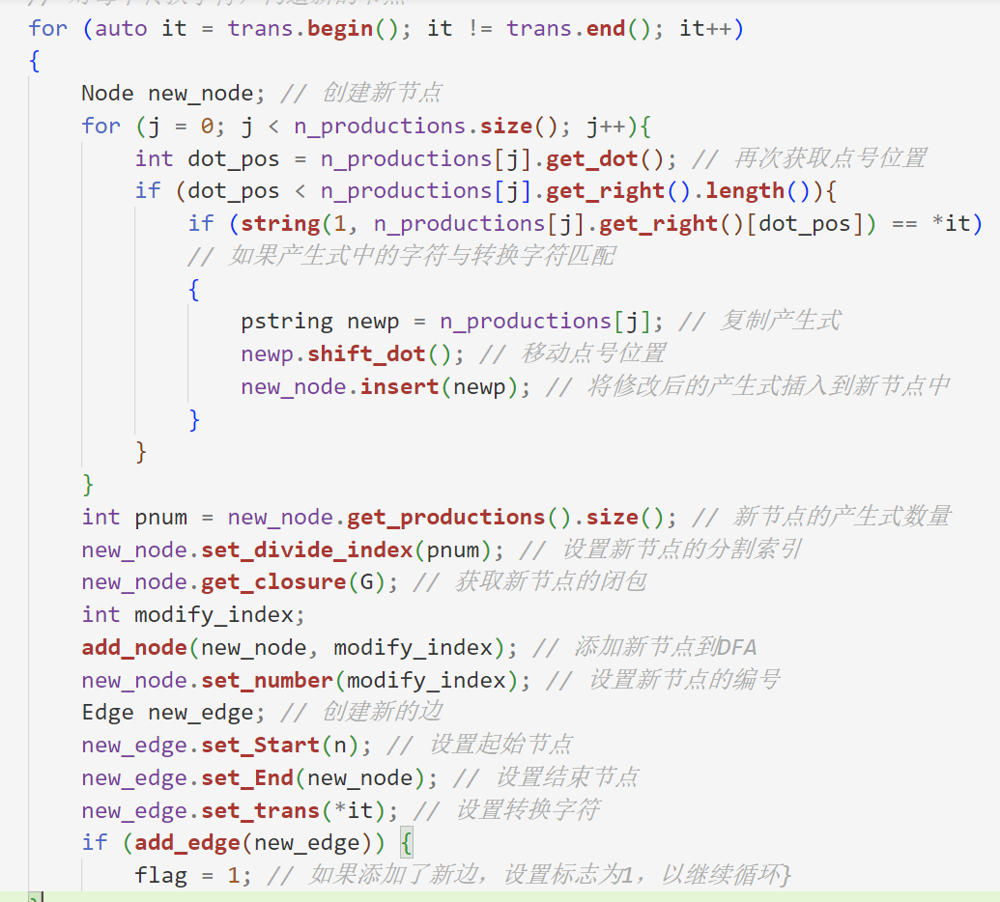 for (auto it = trans.begin(); it != trans.end(); it++)
{
    Node new_node; // 创建新节点
    for (j = 0; j < n_productions.size(); j++){
        int dot_pos = n_productions[j].get_dot(); // 再次获取点号位置
        if (dot_pos < n_productions[j].get_right().length()){
            if (string(1, n_productions[j].get_right()[dot_pos]) == *it)
            // 如果产生式中的字符与转换字符匹配
            {
                pstring newp = n_productions[j]; // 复制产生式
                newp.shift_dot(); // 移动点号位置
                new_node.insert(newp); // 将修改后的产生式插入到新节点中
            }
        }
    }
    int pnum = new_node.get_productions().size(); // 新节点的产生式数量
    new_node.set_divide_index(pnum); // 设置新节点的分割索引
    new_node.get_closure(G); // 获取新节点的闭包
    int modify_index;
    add_node(new_node, modify_index); // 添加新节点到DFA
    new_node.set_number(modify_index); // 设置新节点的编号
    Edge new_edge; // 创建新的边
    new_edge.set_Start(n); // 设置起始节点
    new_edge.set_End(new_node); // 设置结束节点
    new_edge.set_trans(*it); // 设置转换字符
    if (add_edge(new_edge)) {
        flag = 1; // 如果添加了新边，设置标志为1，以继续循环}